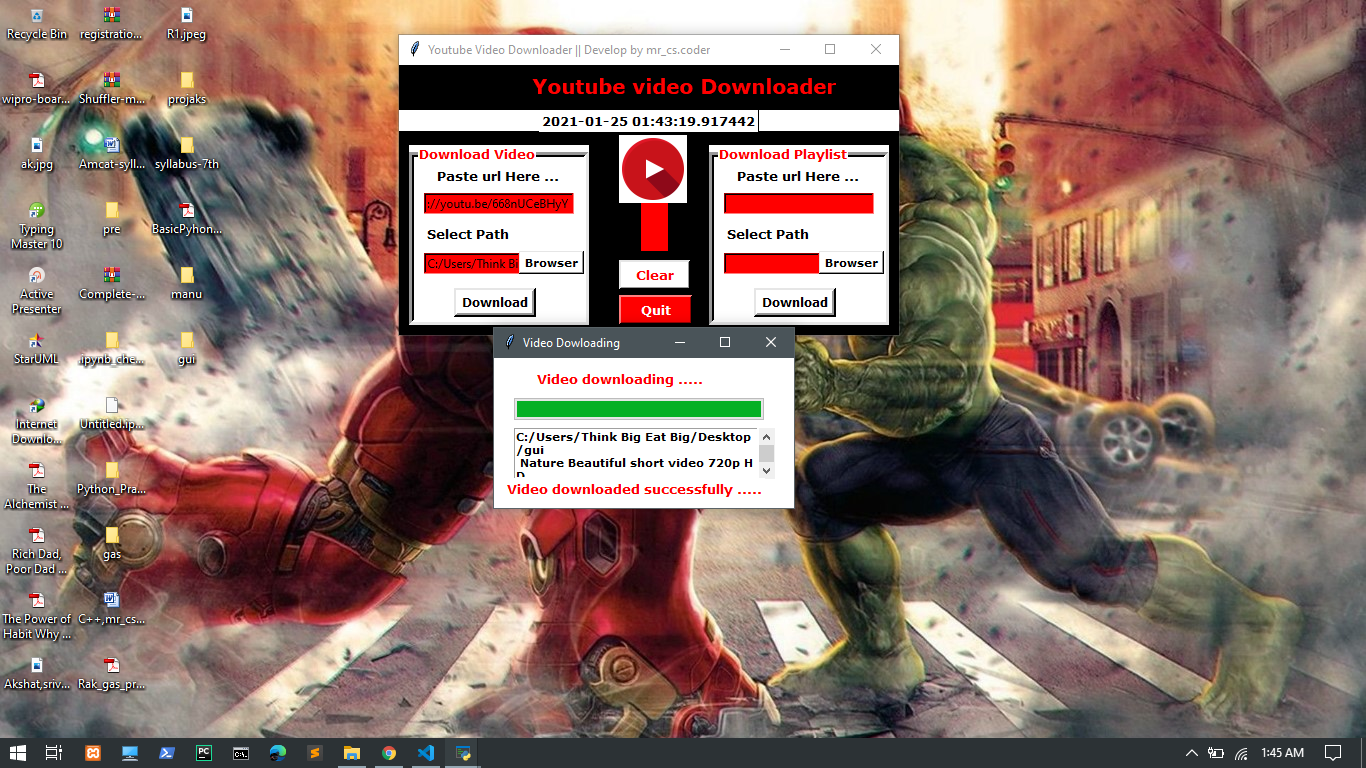 Recycle Bin
registratio...
R1.jpeg
wipro-boar...
Shuffler-m...
projaks
ak.jpg
Amcat-syll...
syllabus-7th
Typing
Master 10
pre
BasicPyhon...
Active
Presenter
Complete-...
manu
StarUML
.ipynb_che...
gui
Internet
Downlo...
Untitled.ip...
The
Alchemist ...
Python_Pra...
Rich Dad,
Poor Dad ...
gas
The Power of
Habit Why ...
C++,mr_cs...
Akshat,sriv...
Rak_gas_pr...
Youtube Video Downloader || Develop by mr_cs.coder
Youtube video Downloader
2021-01-25 01:43:19.917442
Download Video
Paste url Here ...
://youtu.be/668nUCeBHyY
Select Path
C:/Users/Think Bi
Browser
Download
Clear
Quit
Download Playlist
Paste url Here ...
Select Path
Browser
Download
Video Dowloading
Video downloading .....
C:/Users/Think Big Eat Big/Desktop
/gui
Nature Beautiful short video 720p H
D
Video downloaded successfully .....
PC
1:45 AM